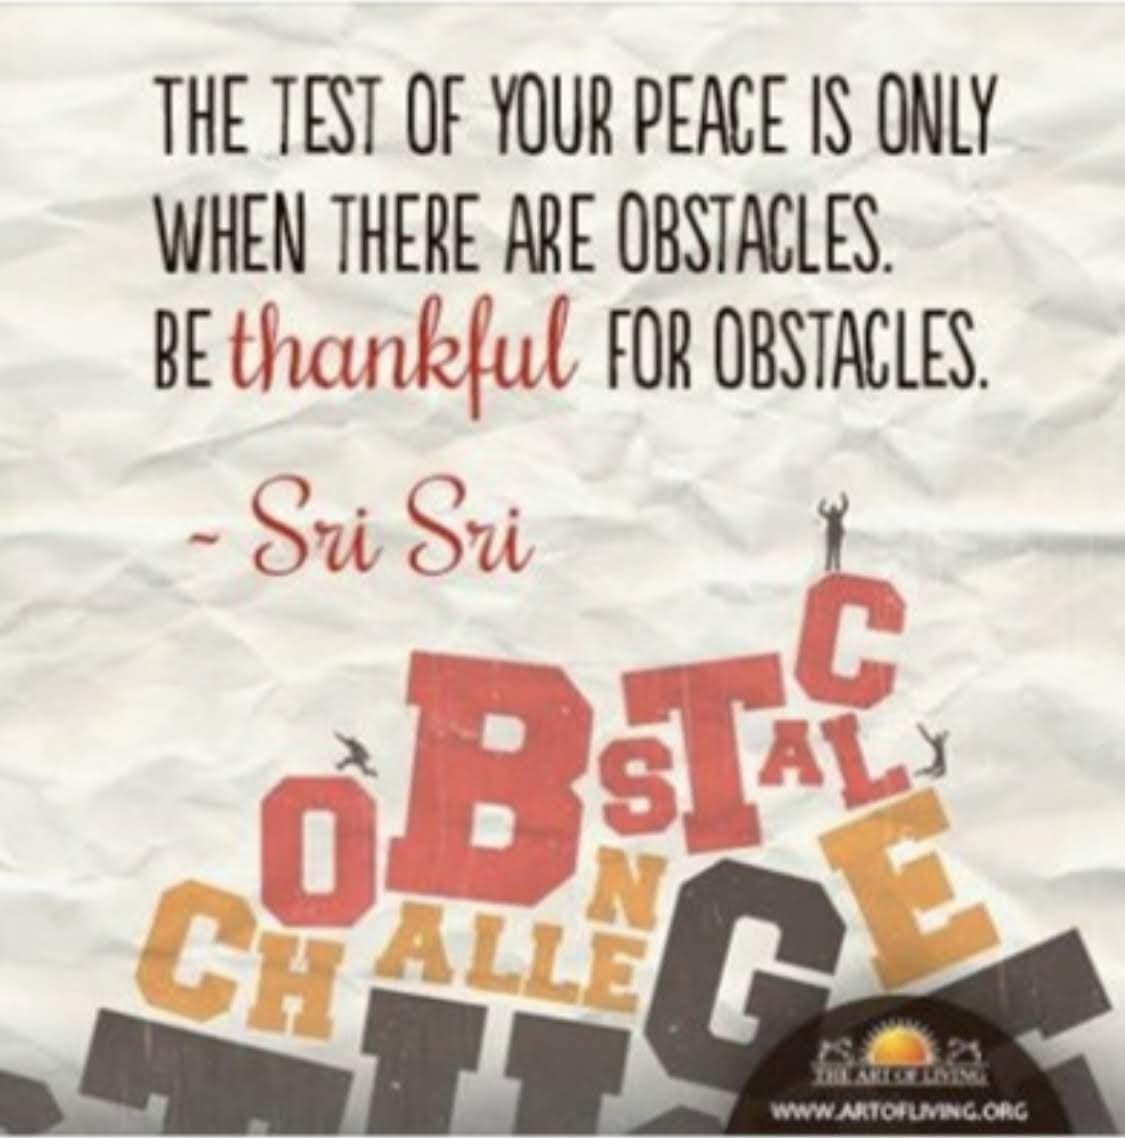 THE TEST OF YOUR PEACE IS ONLY
WHEN THERE ARE OBSTACLES.
BE thankful FOR OBSTACLES.
~ Sri Sri
OBSTACL
CHALLENGE
THE ART OF LIVING
WWW.ARTOFLIVING.ORG